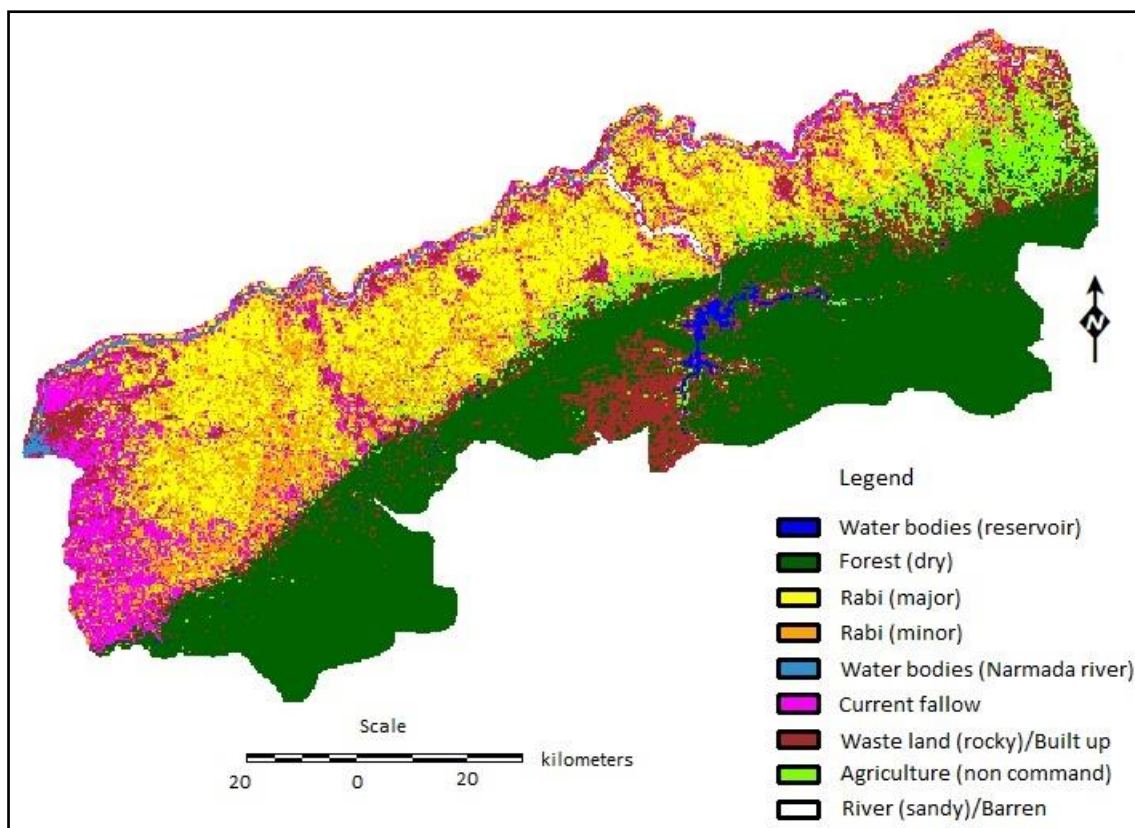 N
Legend
Water bodies (reservoir)
Forest (dry)
Rabi (major)
Rabi (minor)
Water bodies (Narmada river)
Current fallow
Waste land (rocky)/Built up
Agriculture (non command)
River (sandy)/Barren
Scale
kilometers
20 0 20